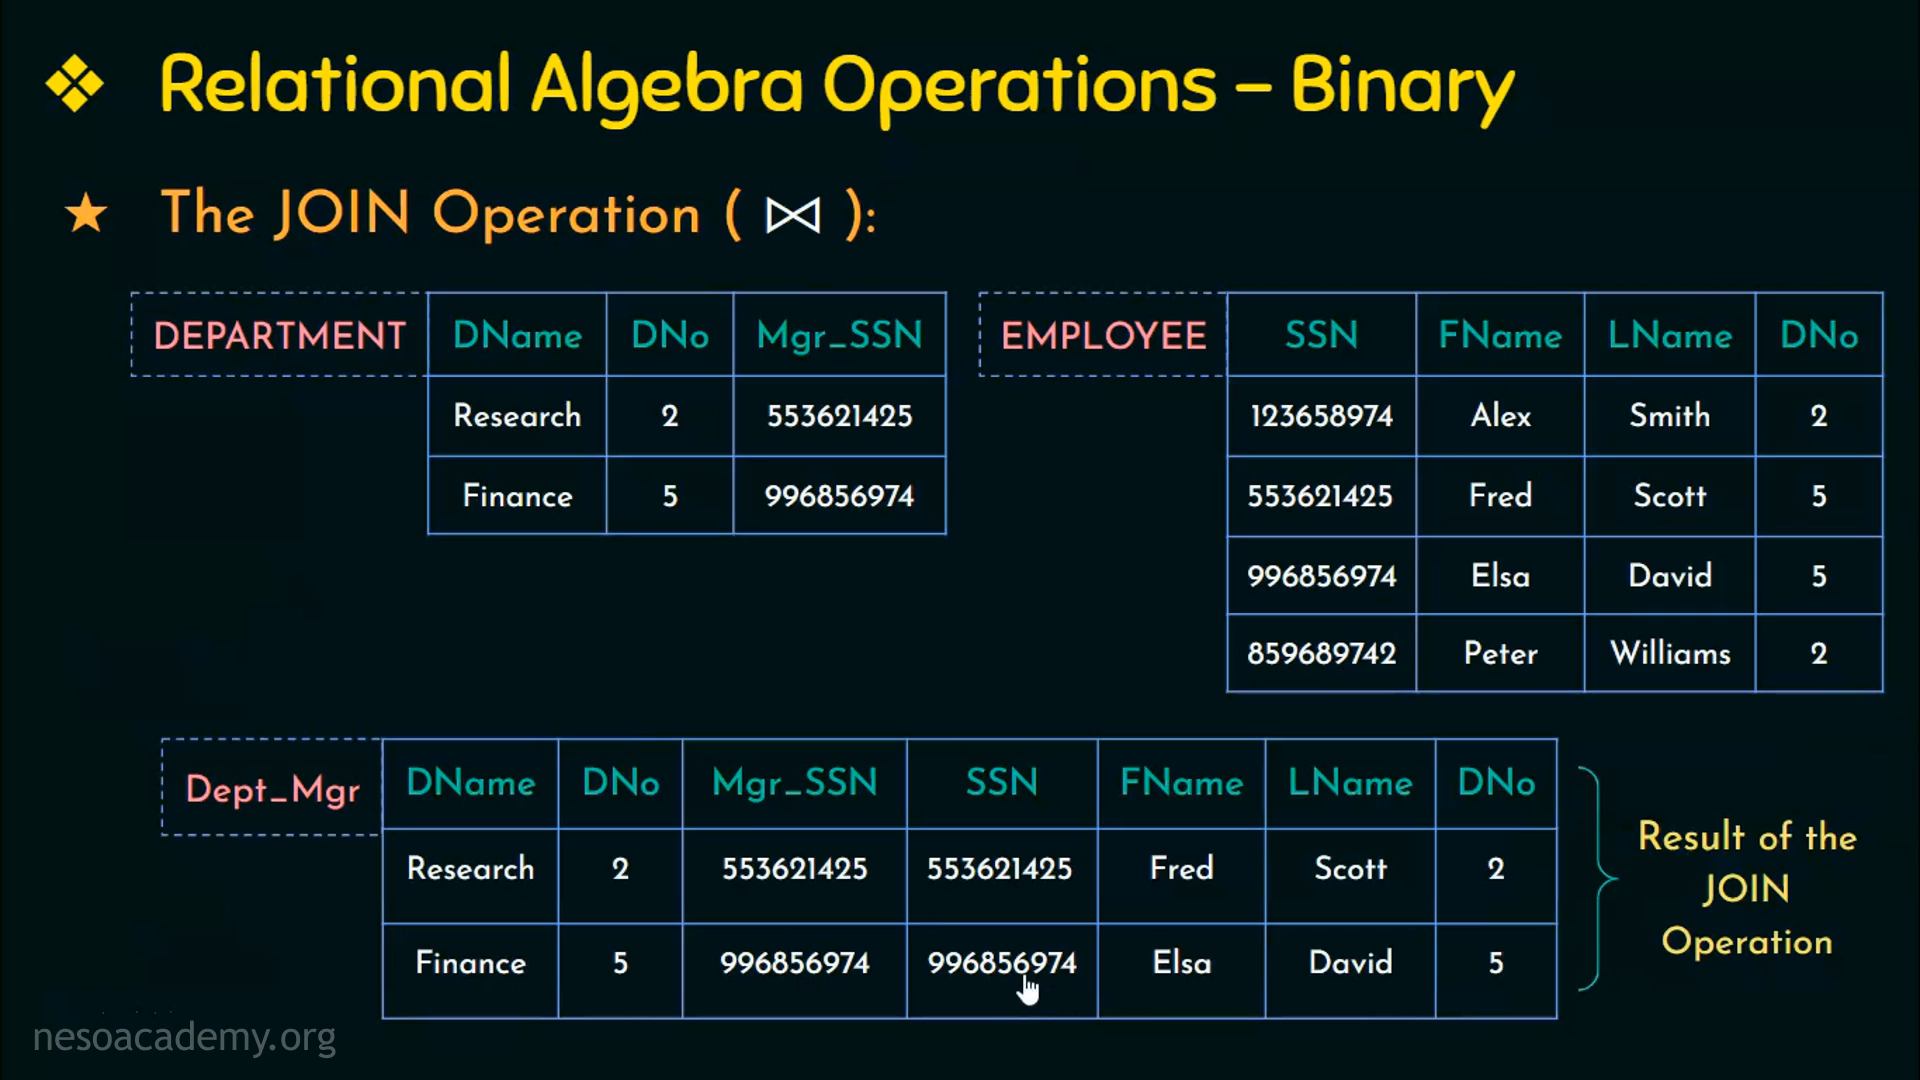 ❖ Relational Algebra Operations – Binary
★ The JOIN Operation ( ⋈ ):
DEPARTMENT DName DNo Mgr_SSN
Research 2 553621425
Finance 5 996856974
EMPLOYEE SSN FName LName DNo
123658974 Alex Smith 2
553621425 Fred Scott 5
996856974 Elsa David 5
859689742 Peter Williams 2
Dept_Mgr DName DNo Mgr_SSN SSN FName LName DNo
Research 2 553621425 553621425 Fred Scott 2
Finance 5 996856974 996856974 Elsa David 5
Result of the
JOIN
Operation
nesoacademy.org